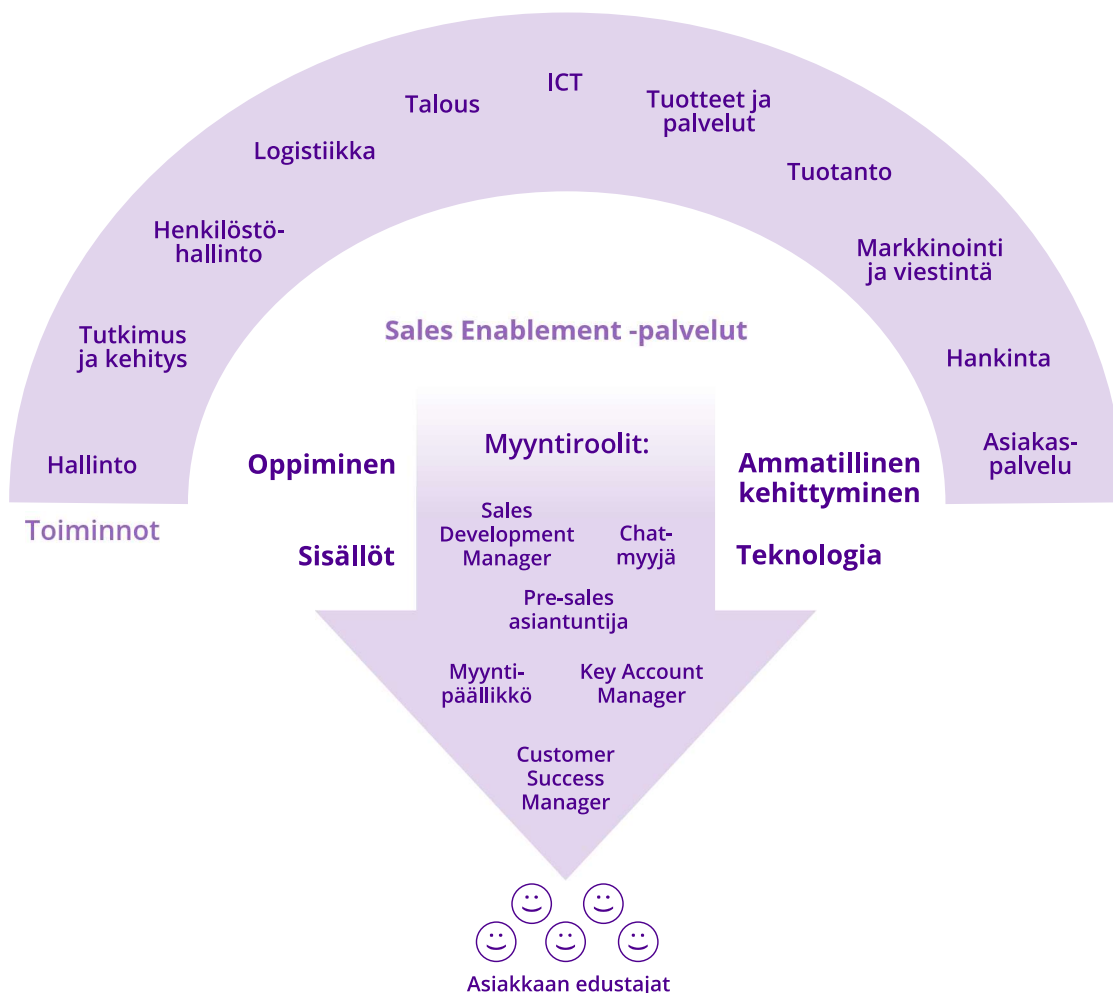 ICT
Talous
Tuotteet ja
palvelut
Logistiikka
Tuotanto
Henkilöstö-
hallinto
Markkinointi
ja viestintä
Tutkimus
ja kehitys
Hankinta
Hallinto
Asiakas-
palvelu
Toiminnot
Sales Enablement -palvelut
Oppiminen
Sisällöt
Ammatillinen
kehittyminen
Teknologia
Myyntiroolit:
Sales
Development
Manager
Chat-
myyjä
Pre-sales
asiantuntija
Myynti-
päällikkö
Key Account
Manager
Customer
Success
Manager
Asiakkaan edustajat